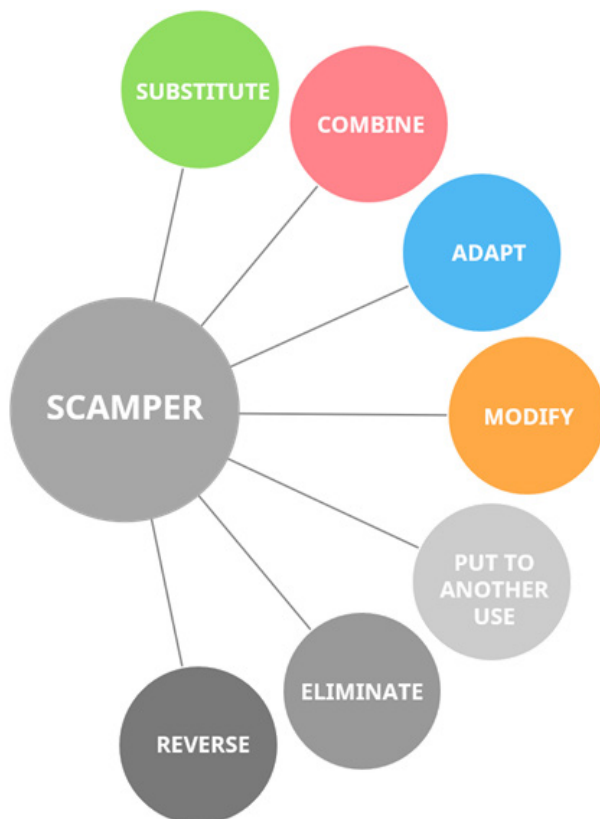 SUBSTITUTE
COMBINE
ADAPT
SCAMPER
MODIFY
PUT TO
ANOTHER
USE
ELIMINATE
REVERSE